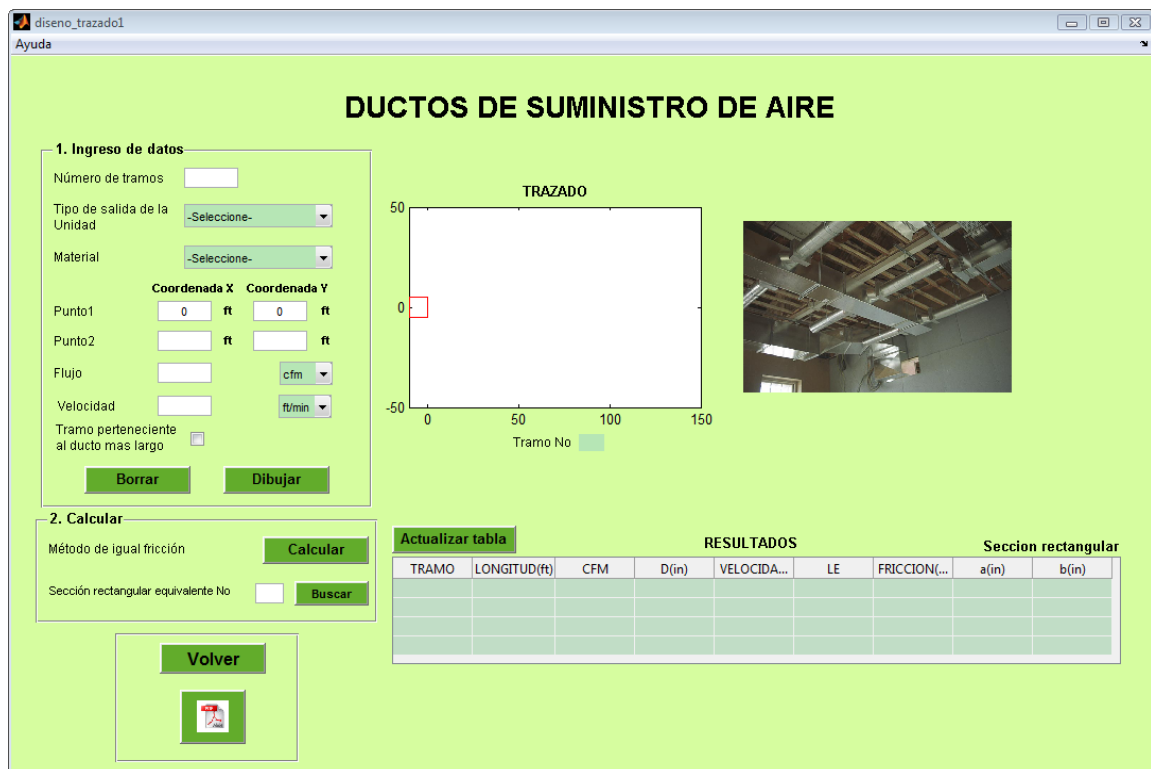 diseno_trazado1
Ayuda
DUCTOS DE SUMINISTRO DE AIRE
1. Ingreso de datos
Número de tramos
Tipo de salida de la
Unidad
-Seleccione-
Material
-Seleccione-
Coordenada X Coordenada Y
Punto1 0 ft 0 ft
Punto2 ft ft
Flujo cfm
Velocidad ft/min
Tramo perteneciente
al ducto mas largo
Borrar Dibujar
TRAZADO
50
0
-50
0 50 100 150
Tramo No
2. Calcular
Método de igual fricción Calcular
Sección rectangular equivalente No Buscar
Volver
Actualizar tabla RESULTADOS Seccion rectangular
TRAMO LONGITUD(ft) CFM D(in) VELOCIDA... LE FRICCION(... a(in) b(in)